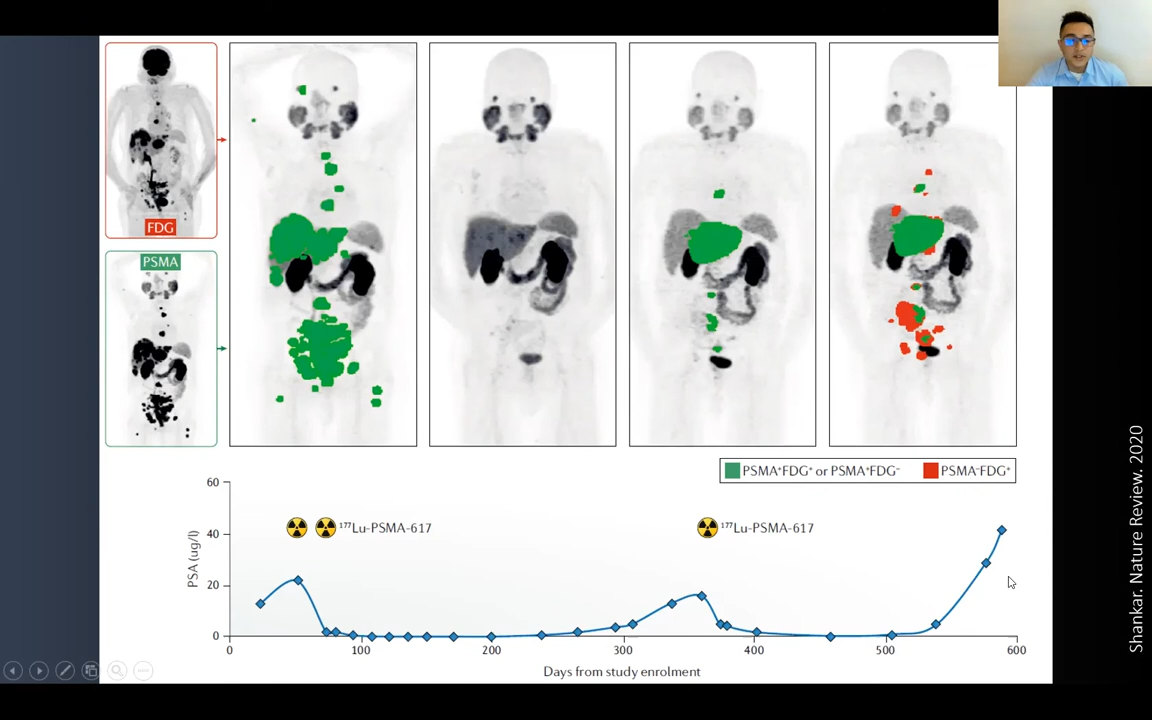 FDG
PSMA
PSMA⁺FDG⁺ or PSMA⁺FDG⁻
PSMA⁻FDG⁺
60
40
20
0
PSA (ug/l)
¹⁷⁷Lu-PSMA-617
¹⁷⁷Lu-PSMA-617
0
100
200
300
400
500
600
Days from study enrolment
Shankar. Nature Review. 2020